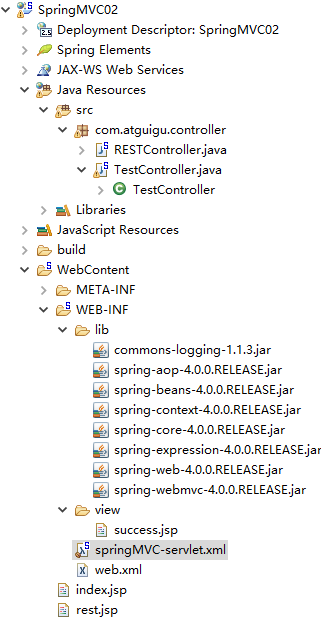 SpringMVC02
Deployment Descriptor: SpringMVC02
Spring Elements
JAX-WS Web Services
Java Resources
src
com.atguigu.controller
RESTController.java
TestController.java
TestController
Libraries
JavaScript Resources
build
WebContent
META-INF
WEB-INF
lib
commons-logging-1.1.3.jar
spring-aop-4.0.0.RELEASE.jar
spring-beans-4.0.0.RELEASE.jar
spring-context-4.0.0.RELEASE.jar
spring-core-4.0.0.RELEASE.jar
spring-expression-4.0.0.RELEASE.jar
spring-web-4.0.0.RELEASE.jar
spring-webmvc-4.0.0.RELEASE.jar
view
success.jsp
springMVC-servlet.xml
web.xml
index.jsp
rest.jsp